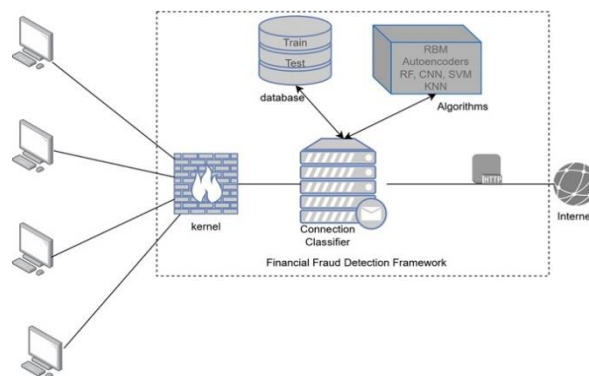 Train
Test
database
RBM
Autoencoders
RF, CNN, SVM
KNN
Algorithms
kernel
Connection
Classifier
HTTP
Internet
Financial Fraud Detection Framework